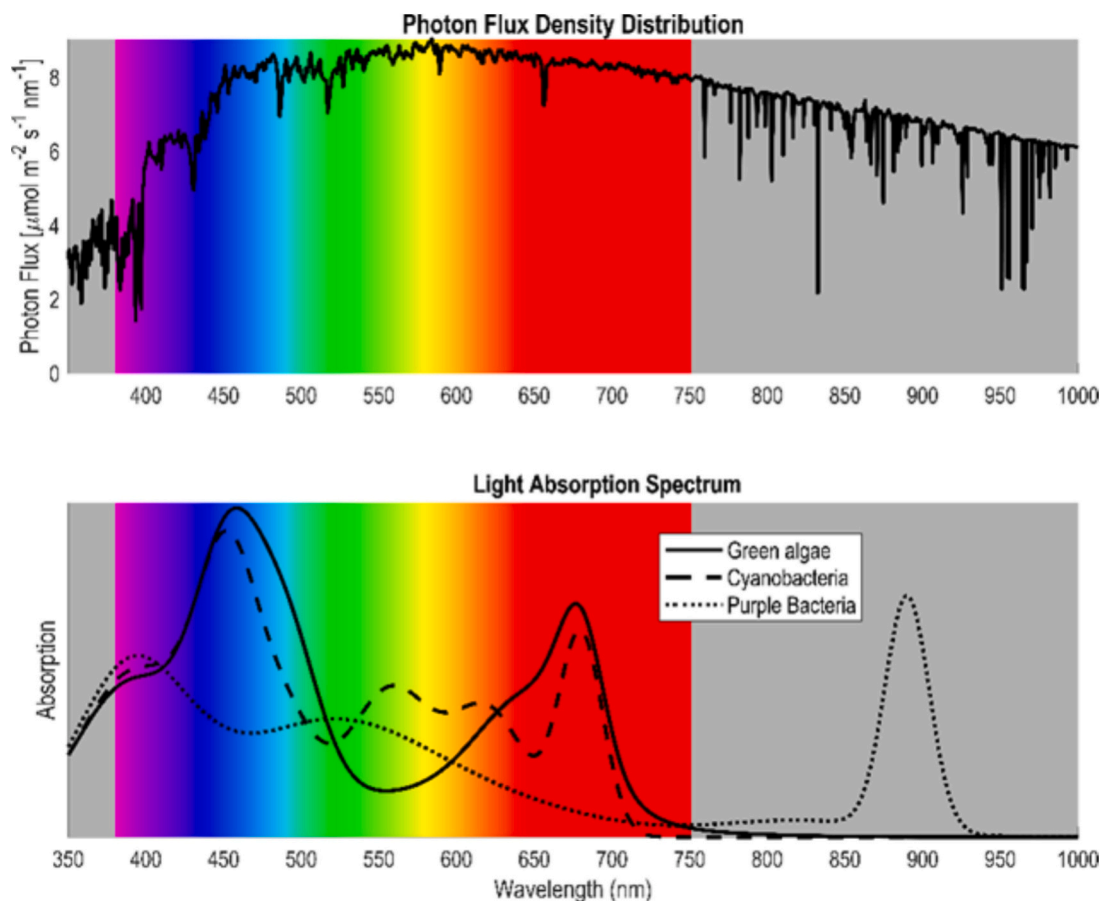 Photon Flux Density Distribution
Photon Flux [μmol m⁻² s⁻¹ nm⁻¹]
8
6
4
2
0
400 450 500 550 600 650 700 750 800 850 900 950 1000
Light Absorption Spectrum
Absorption
Green algae
Cyanobacteria
Purple Bacteria
350 400 450 500 550 600 650 700 750 800 850 900 950 1000
Wavelength (nm)